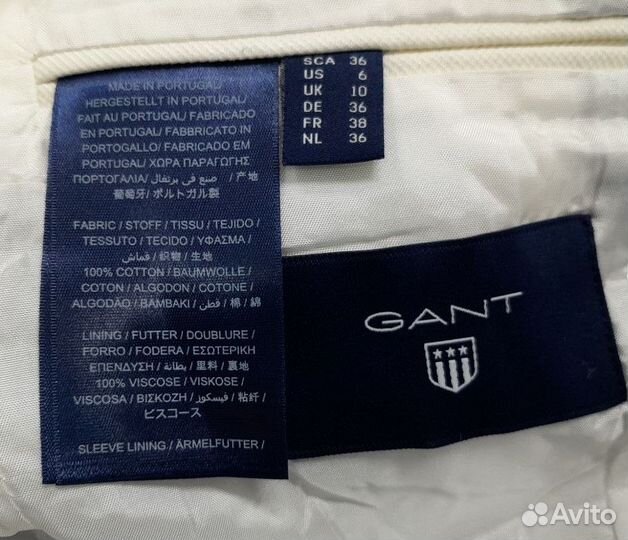 SCA 36
US 6
UK 10
DE 36
FR 38
NL 36
MADE IN PORTUGAL/
HERGESTELLT IN PORTUGAL/
FAIT AU PORTUGAL/ FABRICADO
EN PORTUGAL/ FABBRICATO IN
PORTOGALLO/ FABRICADO EM
PORTUGAL/ ΧΩΡΑ ΠΑΡΑΓΩΓΗΣ
ΠΟΡΤΟΓΑΛΙΑ/ صنع في برتغال /产地
葡萄牙/ ポルトガル製
FABRIC / STOFF / TISSU / TEJIDO /
TESSUTO / TECIDO / ΥΦΑΣΜΑ /
قماش / 织物 / 生地
100% COTTON / BAUMWOLLE /
COTON / ALGODON / COTONE /
ALGODÃO / ΒΑΜΒΑΚΙ / قطن / 棉 / 綿
LINING / FUTTER / DOUBLURE /
FORRO / FODERA / ΕΣΩΤΕΡΙΚΗ
ΕΠΕΝΔΥΣΗ / بطانة / 里料 / 裏地
100% VISCOSE / VISKOSE /
VISCOSA / ΒΙΣΚΟΖΗ / فيسكوز / 粘纤 /
ビスコース
SLEEVE LINING / ÄRMELFUTTER /
GANT
Avito